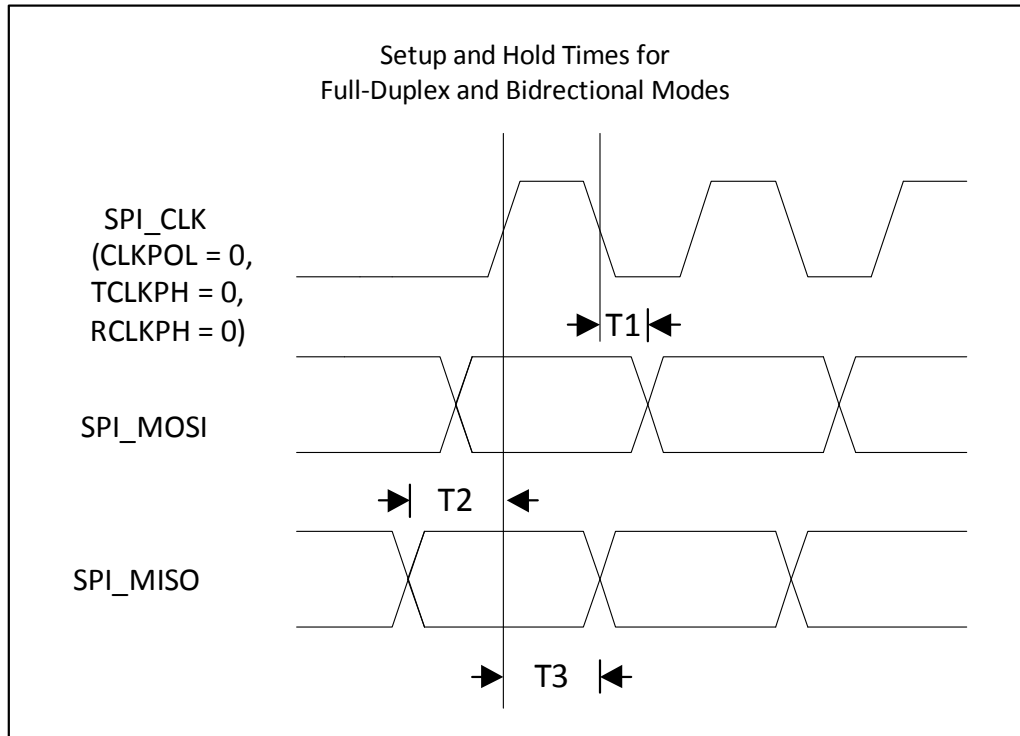 Setup and Hold Times for
Full-Duplex and Bidrectional Modes
SPI_CLK
(CLKPOL = 0,
TCLKPH = 0,
RCLKPH = 0)
T1
SPI_MOSI
T2
SPI_MISO
T3